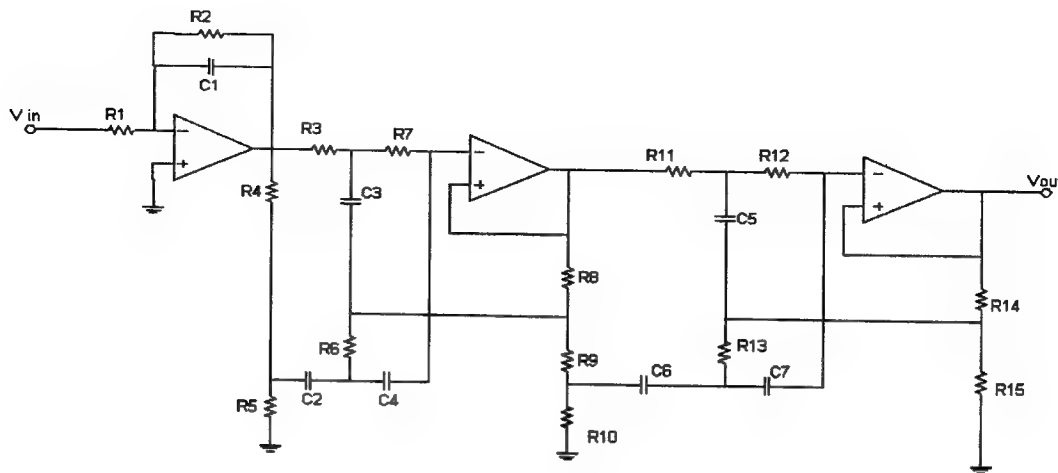 R2
C1
V in
R1
−
+
R3
R7
R4
C3
−
+
R11
R12
C5
−
+
Vou
R8
R6
R9
R14
R13
C6
C7
R5
C2
C4
R15
R10